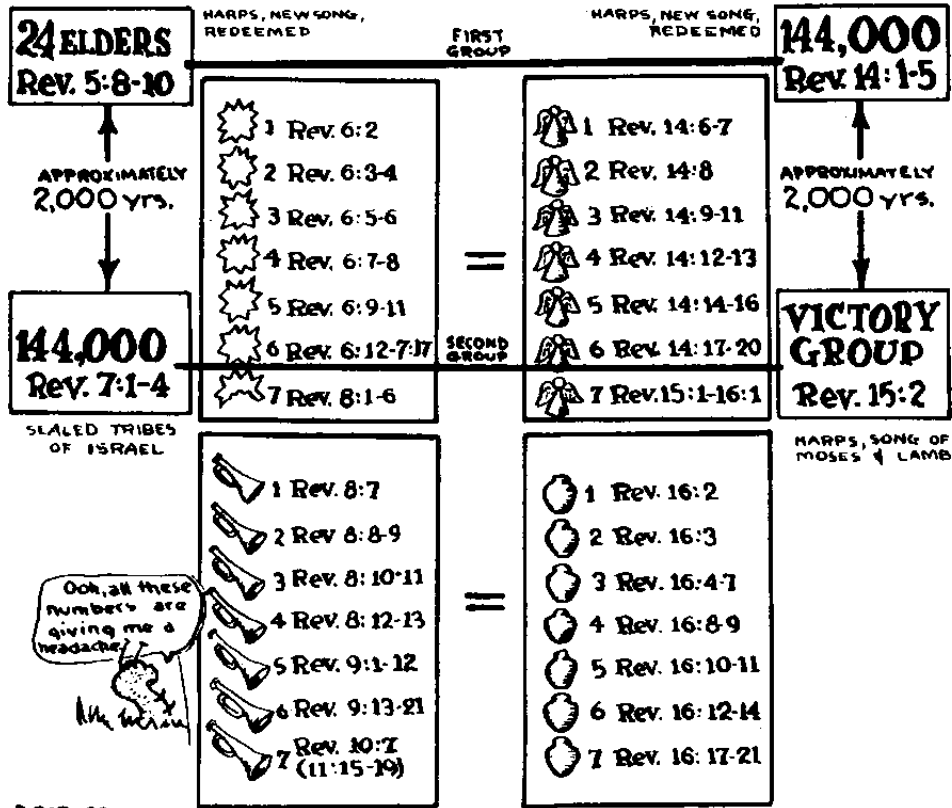 HARPS, NEW SONG,
REDEEMED
HARPS, NEW SONG,
REDEEMED
24 ELDERS
Rev. 5:8-10
FIRST
GROUP
144,000
Rev. 14:1-5
APPROXIMATELY
2,000 yrs.
1 Rev. 6:2
2 Rev. 6:3-4
3 Rev. 6:5-6
4 Rev. 6:7-8
5 Rev. 6:9-11
6 Rev. 6:12-7:17
7 Rev. 8:1-6
=
1 Rev. 14:6-7
2 Rev. 14:8
3 Rev. 14:9-11
4 Rev. 14:12-13
5 Rev. 14:14-16
6 Rev. 14:17-20
7 Rev. 15:1-16:1
APPROXIMATELY
2,000 yrs.
144,000
Rev. 7:1-4
SEALED TRIBES
OF ISRAEL
SECOND
GROUP
VICTORY
GROUP
Rev. 15:2
HARPS, SONG OF
MOSES & LAMB
1 Rev. 8:7
2 Rev 8:8-9
3 Rev. 8:10-11
4 Rev. 8:12-13
5 Rev. 9:1-12
6 Rev. 9:13-21
7 Rev. 10:7
(11:15-19)
=
1 Rev. 16:2
2 Rev. 16:3
3 Rev. 16:4-7
4 Rev. 16:8-9
5 Rev. 16:10-11
6 Rev. 16:12-14
7 Rev. 16:17-21
Ooh, all these
numbers are
giving me a
headache